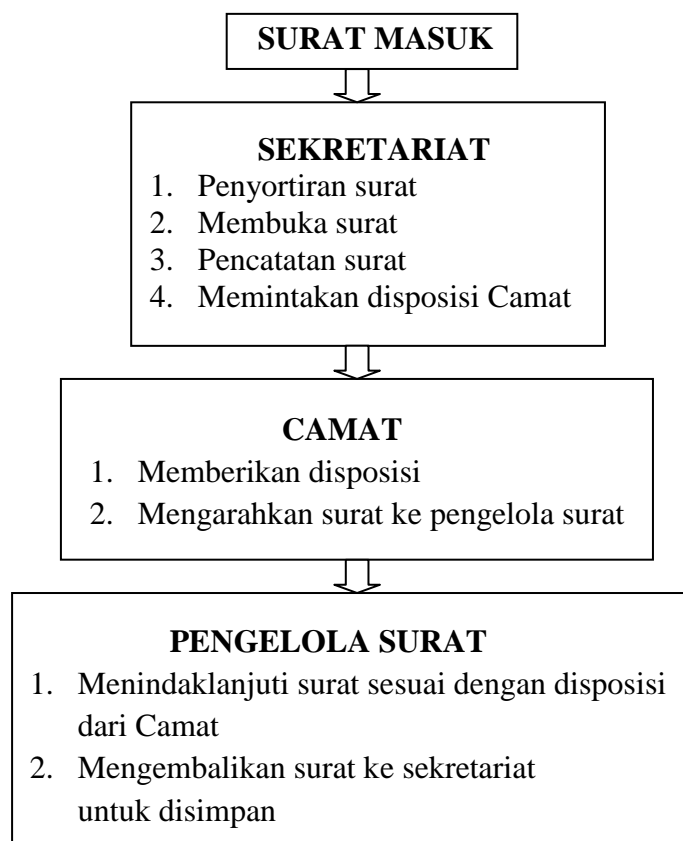 SURAT MASUK
SEKRETARIAT
1. Penyortiran surat
2. Membuka surat
3. Pencatatan surat
4. Memintakan disposisi Camat
CAMAT
1. Memberikan disposisi
2. Mengarahkan surat ke pengelola surat
PENGELOLA SURAT
1. Menindaklanjuti surat sesuai dengan disposisi
dari Camat
2. Mengembalikan surat ke sekretariat
untuk disimpan